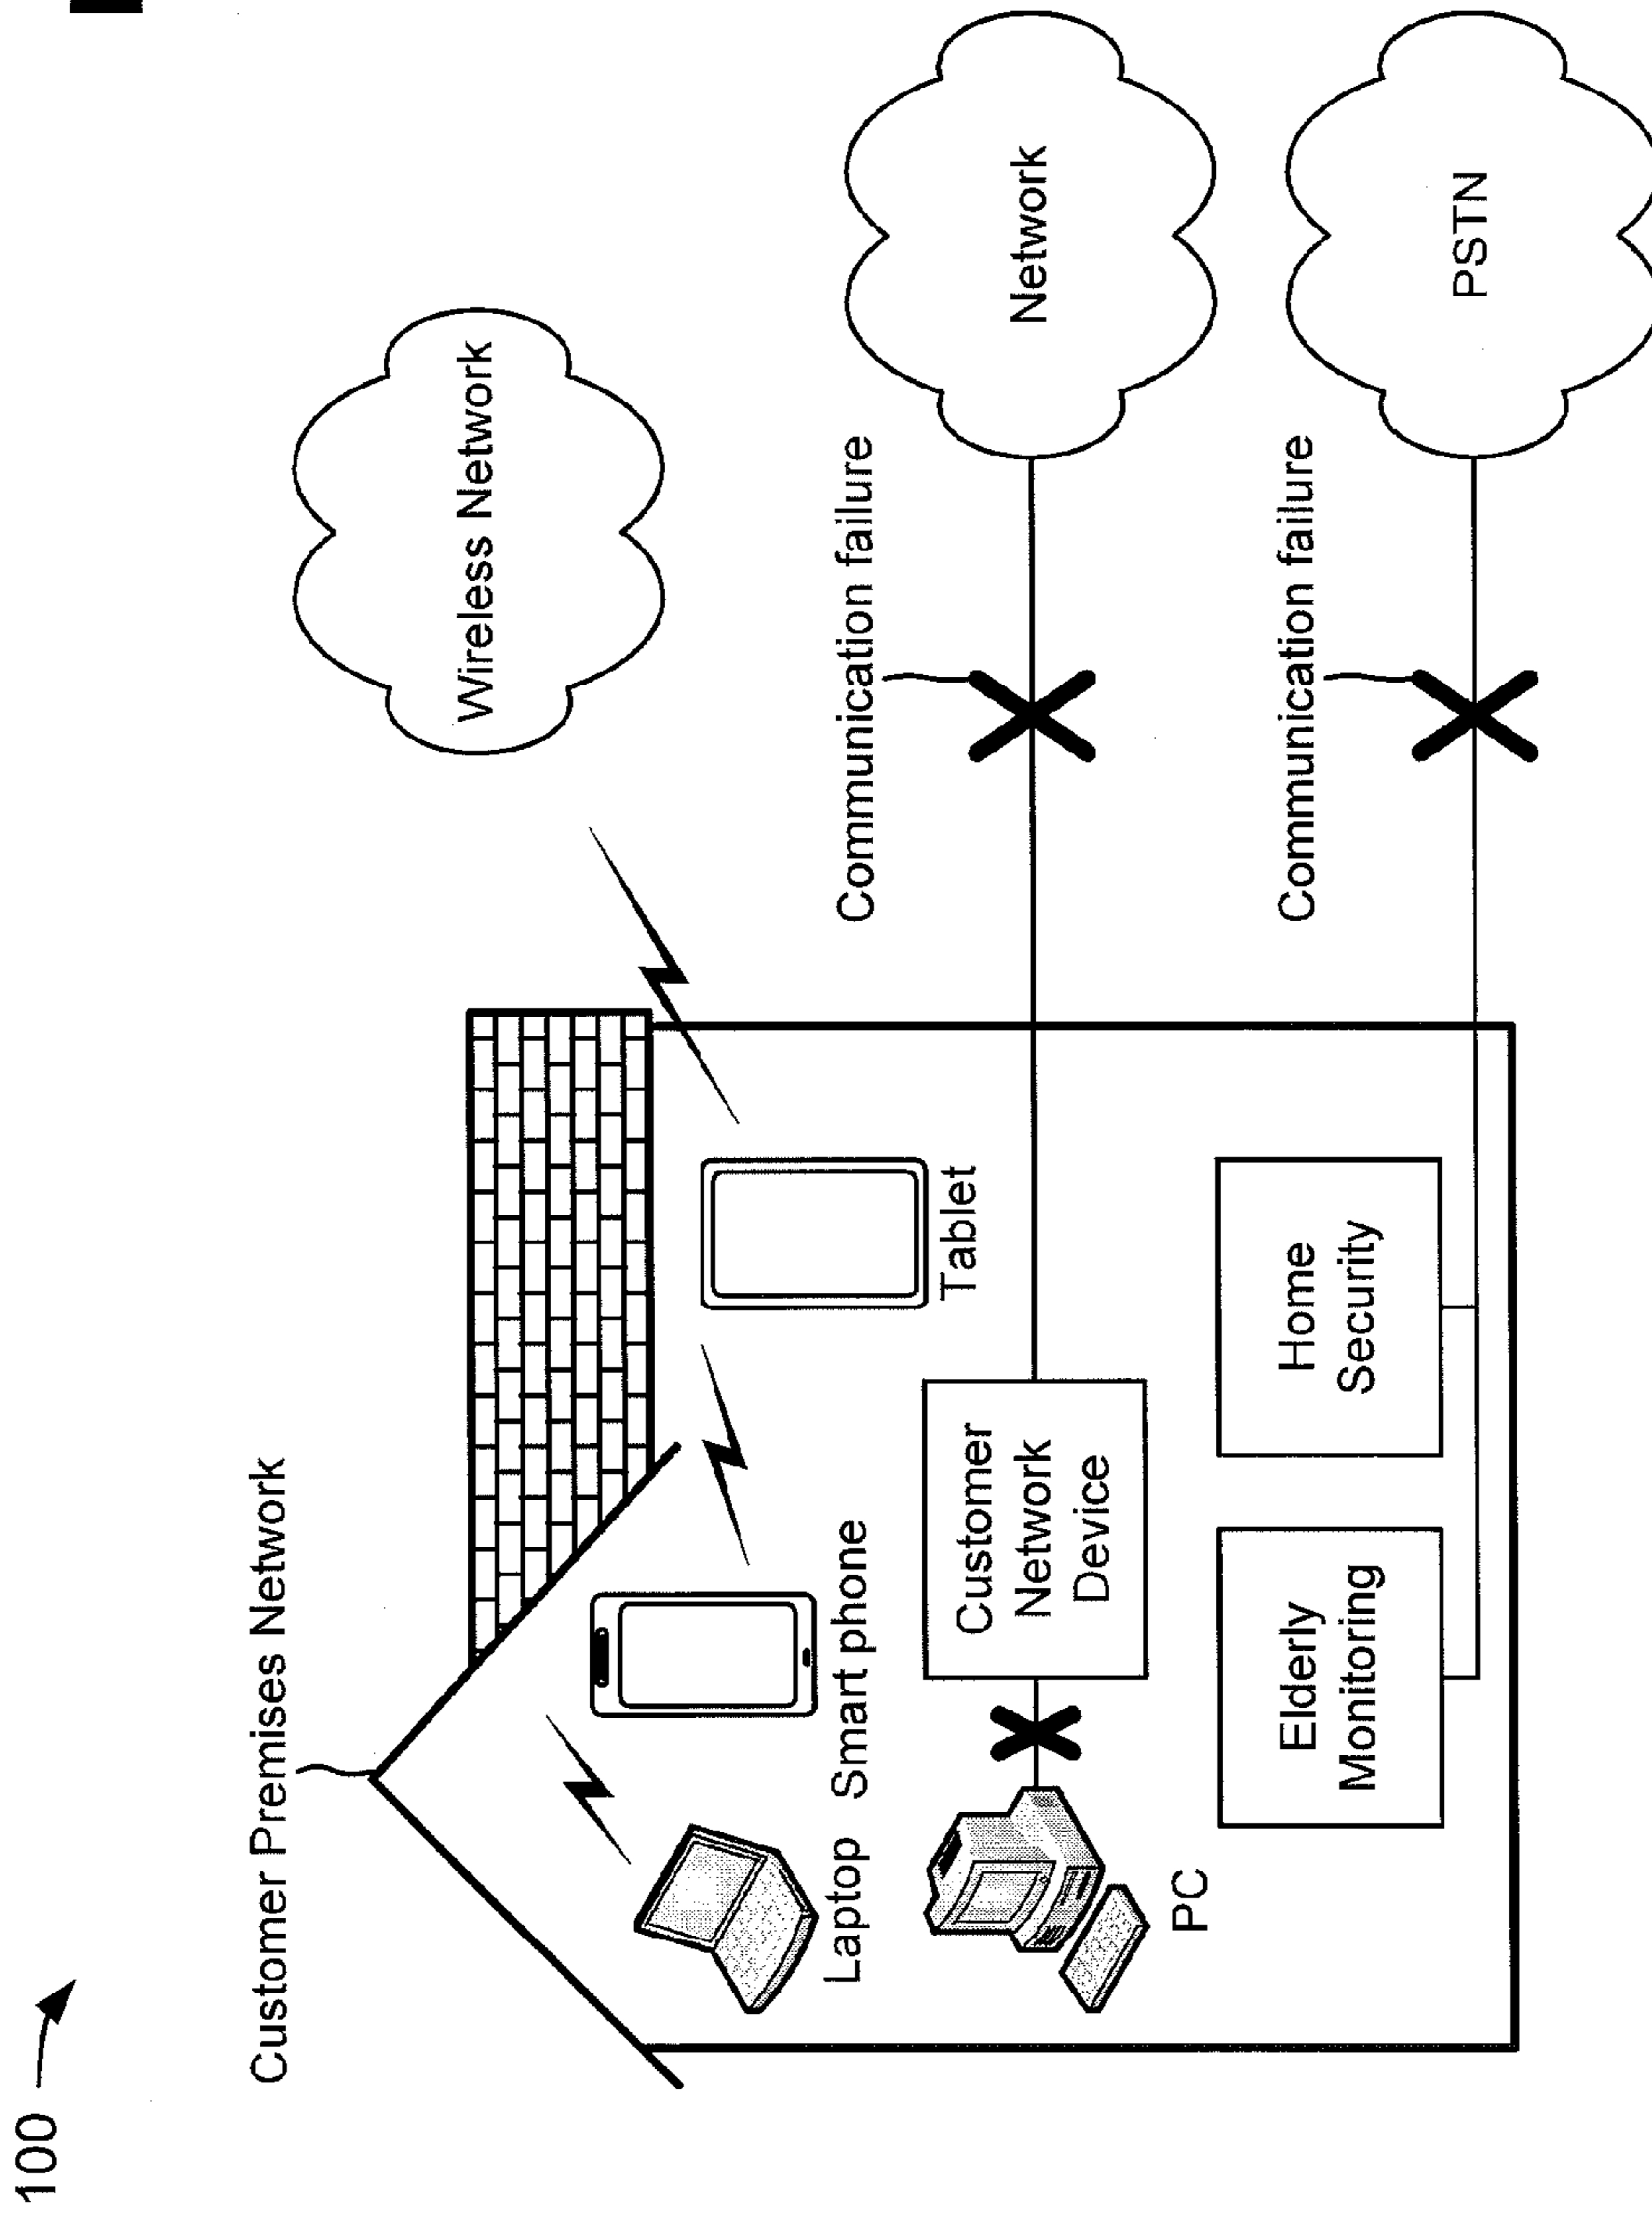 100
Customer Premises Network
Wireless Network
Laptop
Smart phone
Tablet
Communication failure
Network
Customer
Network
Device
PC
Communication failure
PSTN
Elderly
Monitoring
Home
Security